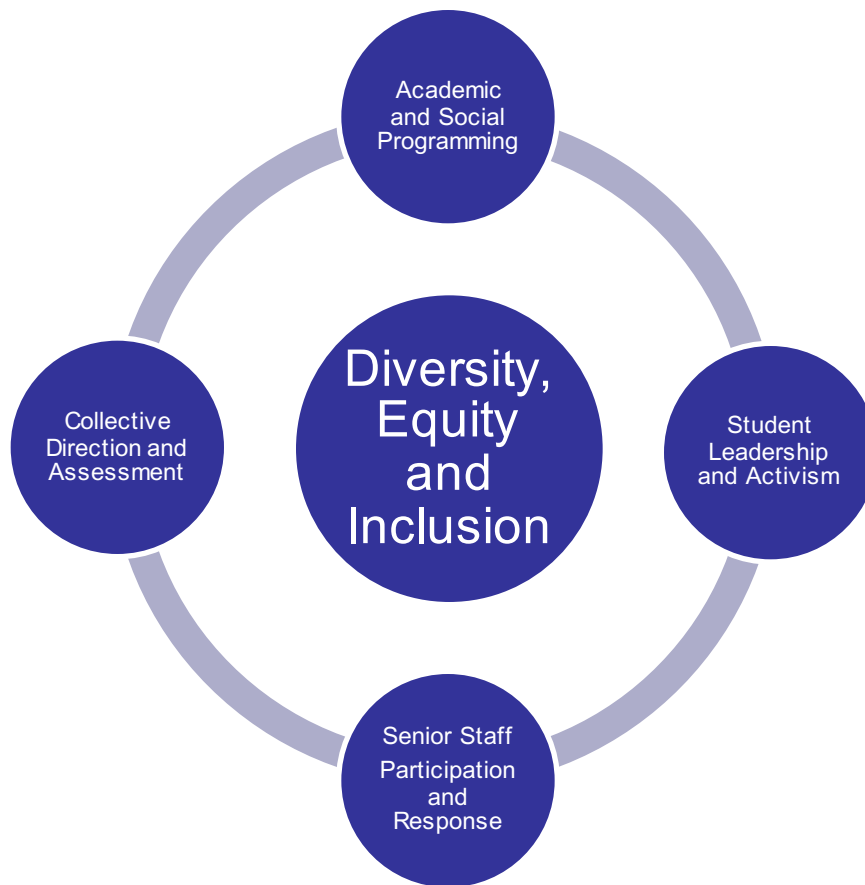 Academic
and Social
Programming
Collective
Direction and
Assessment
Diversity,
Equity
and
Inclusion
Student
Leadership
and Activism
Senior Staff
Participation
and
Response